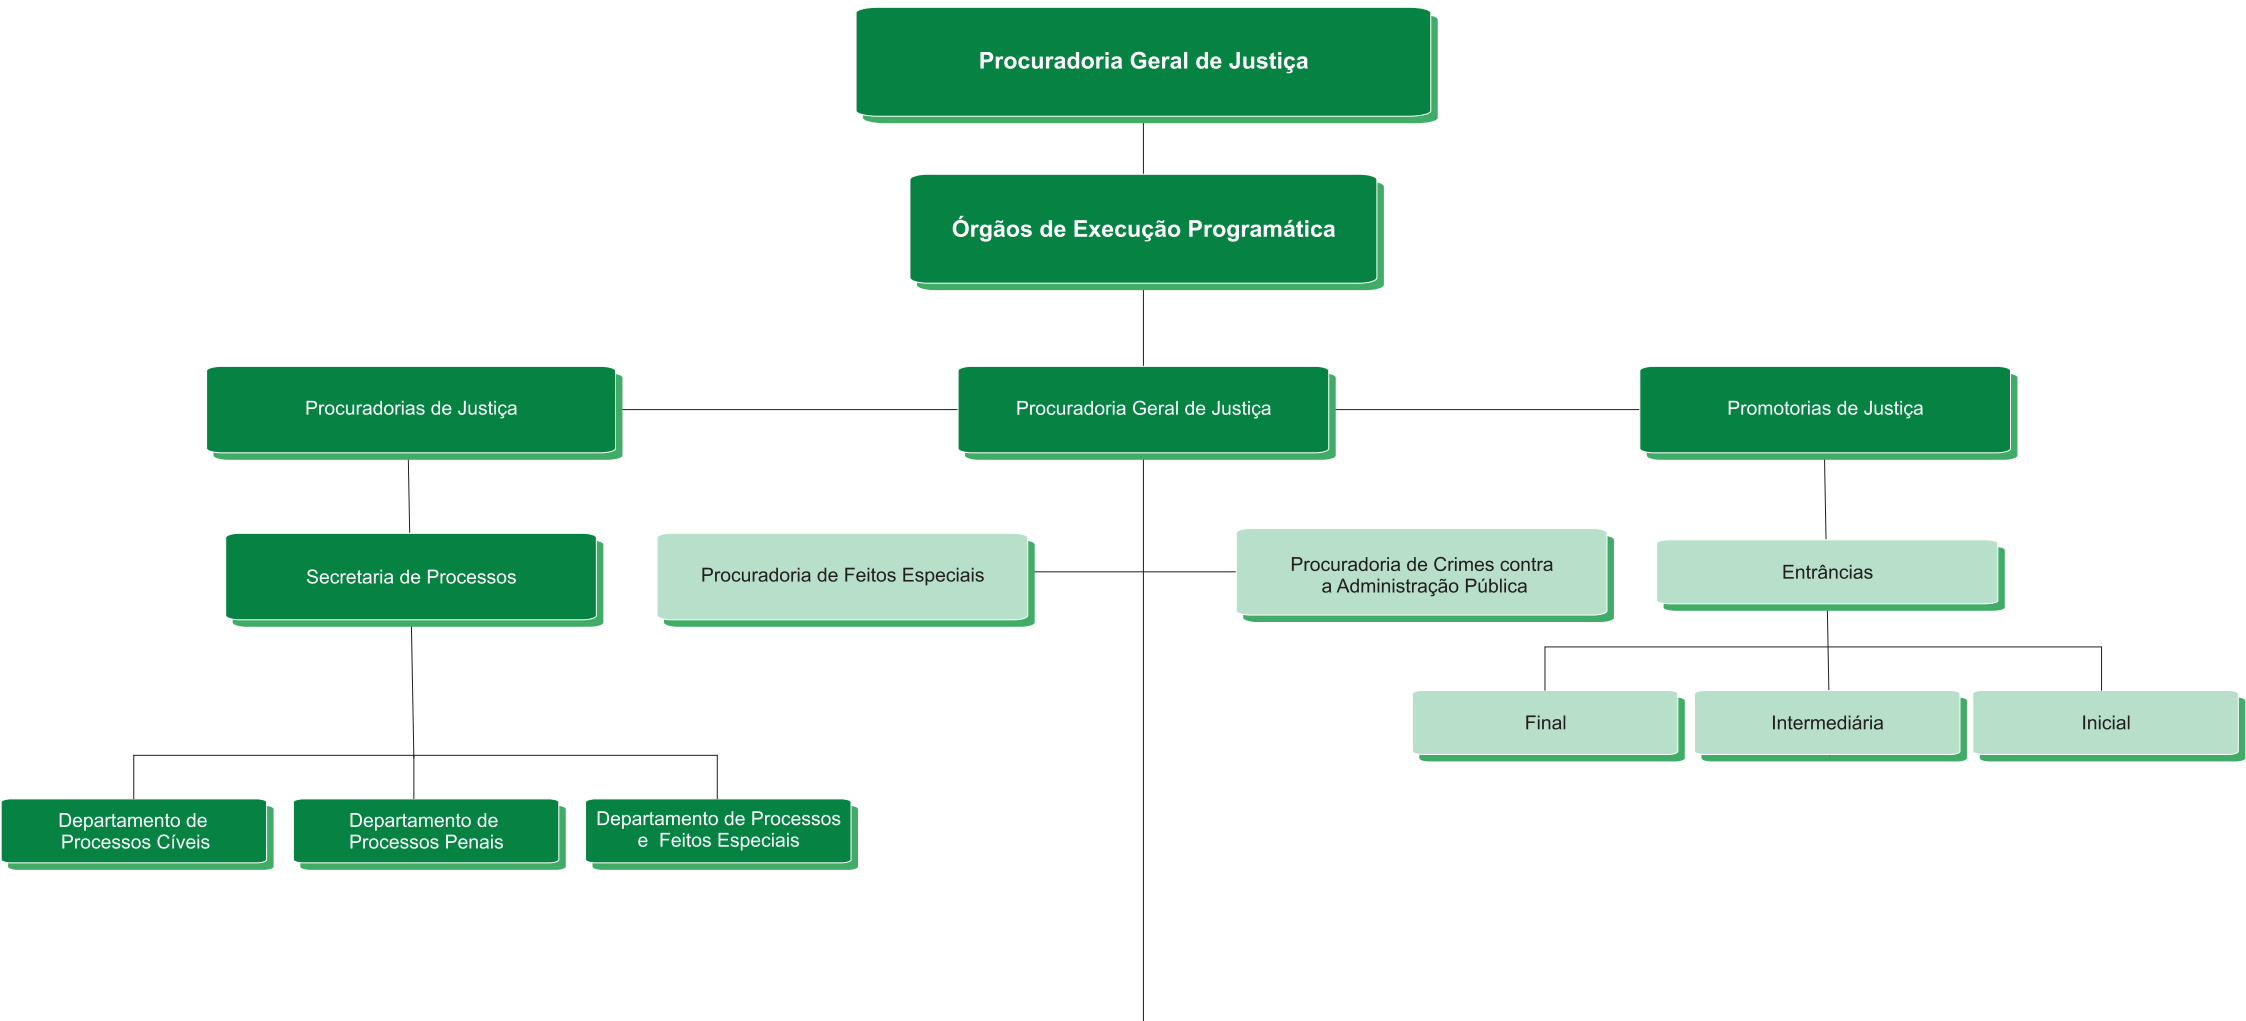 Procuradoria Geral de Justiça
Órgãos de Execução Programática
Procuradorias de Justiça
Procuradoria Geral de Justiça
Promotorias de Justiça
Secretaria de Processos
Procuradoria de Feitos Especiais
Procuradoria de Crimes contra
a Administração Pública
Entrâncias
Final
Intermediária
Inicial
Departamento de
Processos Cíveis
Departamento de
Processos Penais
Departamento de Processos
e Feitos Especiais